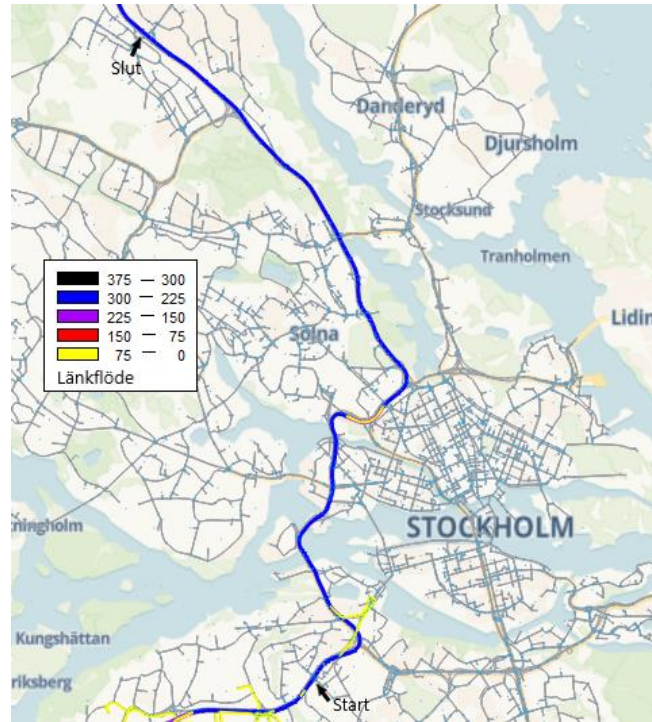 Slut
Danderyd
Djursholm
Stocksund
Tranholmen
375 — 300
300 — 225
225 — 150
150 — 75
75 — 0
Länkflöde
Lidin
Solna
STOCKHOLM
ningholm
Kungshättan
riksberg
Start